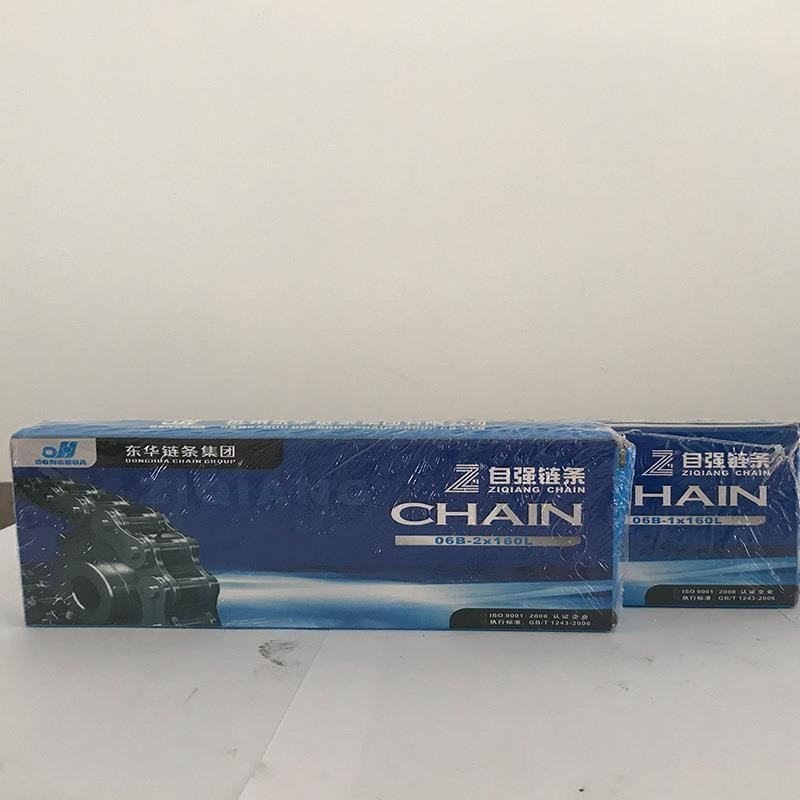 DONGHUA
东华链条集团
DONGHUA CHAIN GROUP
自强链条
ZIQIANG CHAIN
CHAIN
06B-2x160L
ISO 9001：2008 认证企业
执行标准：GB/T 1243-2006
自强链条
ZIQIANG CHAIN
HAIN
06B-1x160L
ISO 9001：2008 认证企业
执行标准：GB/T 1243-2006